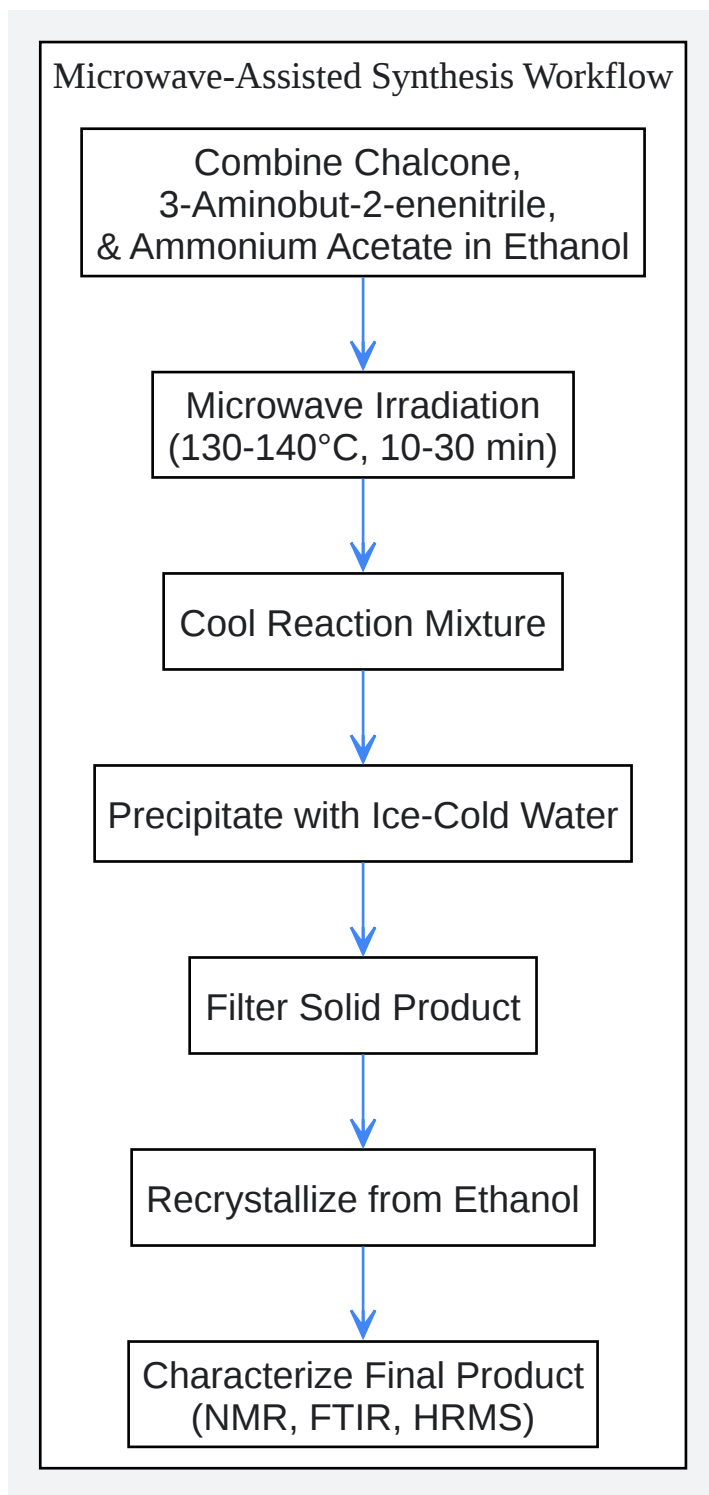 Microwave-Assisted Synthesis Workflow
Combine Chalcone,
3-Aminobut-2-enenitrile,
& Ammonium Acetate in Ethanol
Microwave Irradiation
(130-140°C, 10-30 min)
Cool Reaction Mixture
Precipitate with Ice-Cold Water
Filter Solid Product
Recrystallize from Ethanol
Characterize Final Product
(NMR, FTIR, HRMS)